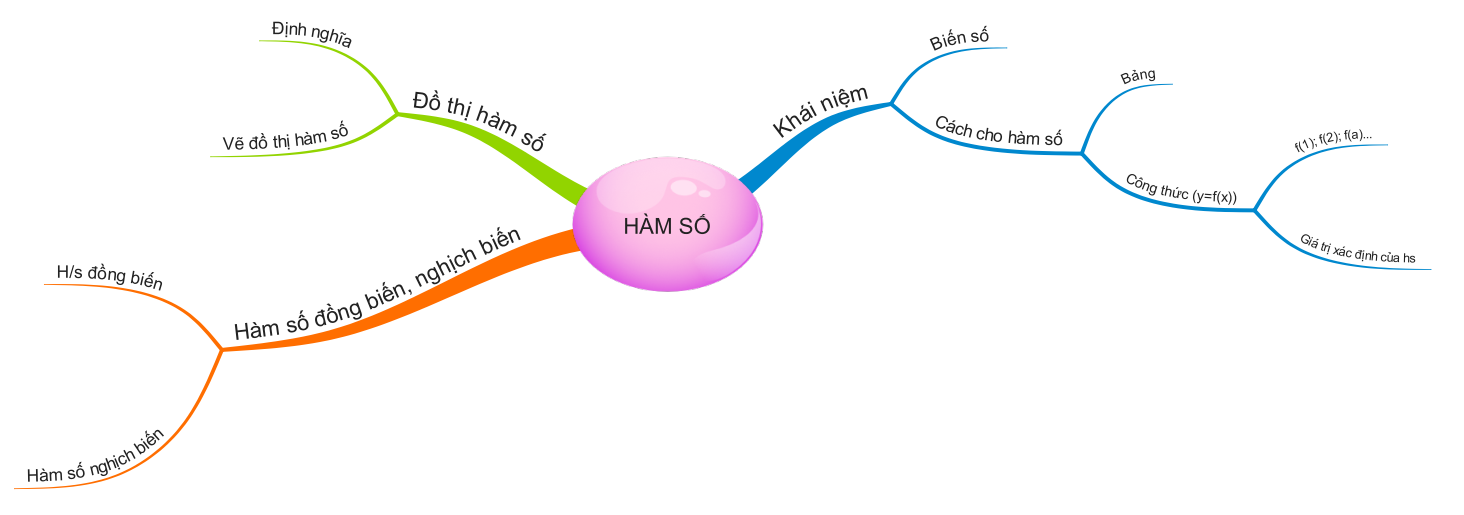 HÀM SỐ
Khái niệm
Biến số
Cách cho hàm số
Bảng
Công thức (y=f(x))
f(1); f(2); f(a)...
Giá trị xác định của hs
Đồ thị hàm số
Định nghĩa
Vẽ đồ thị hàm số
Hàm số đồng biến, nghịch biến
H/s đồng biến
Hàm số nghịch biến